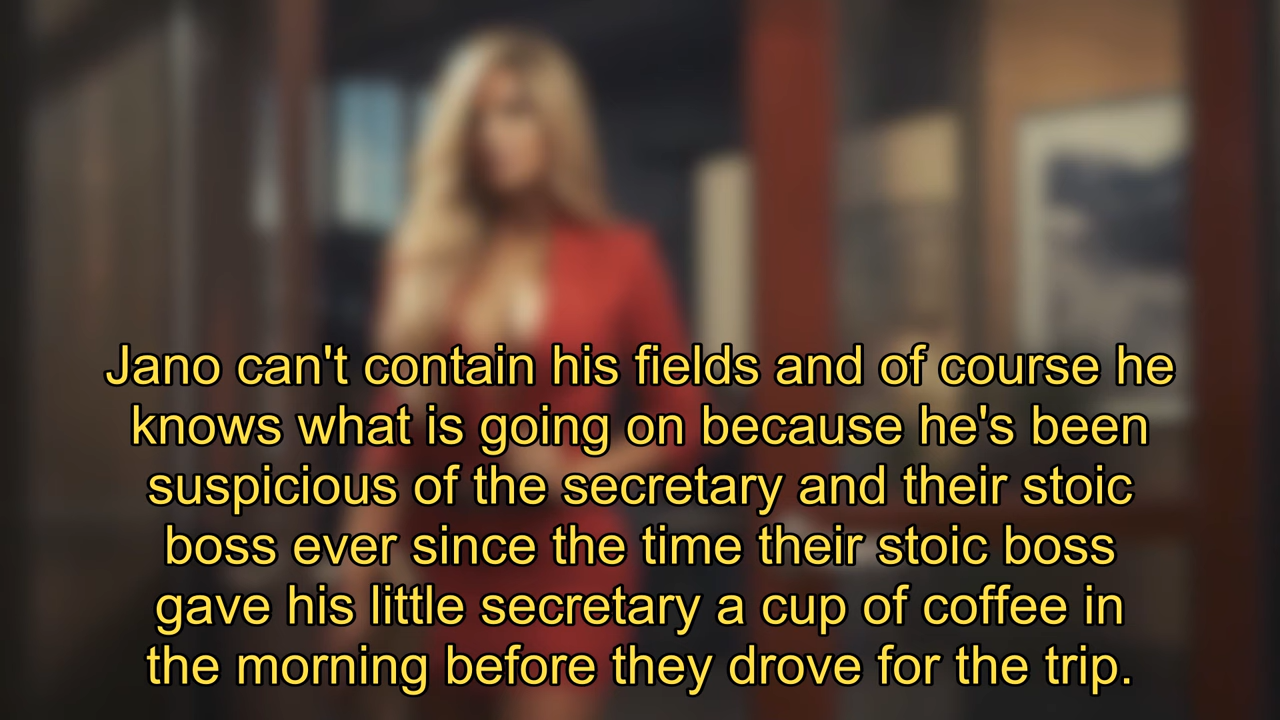 Jano can't contain his fields and of course he
knows what is going on because he's been
suspicious of the secretary and their stoic
boss ever since the time their stoic boss
gave his little secretary a cup of coffee in
the morning before they drove for the trip.